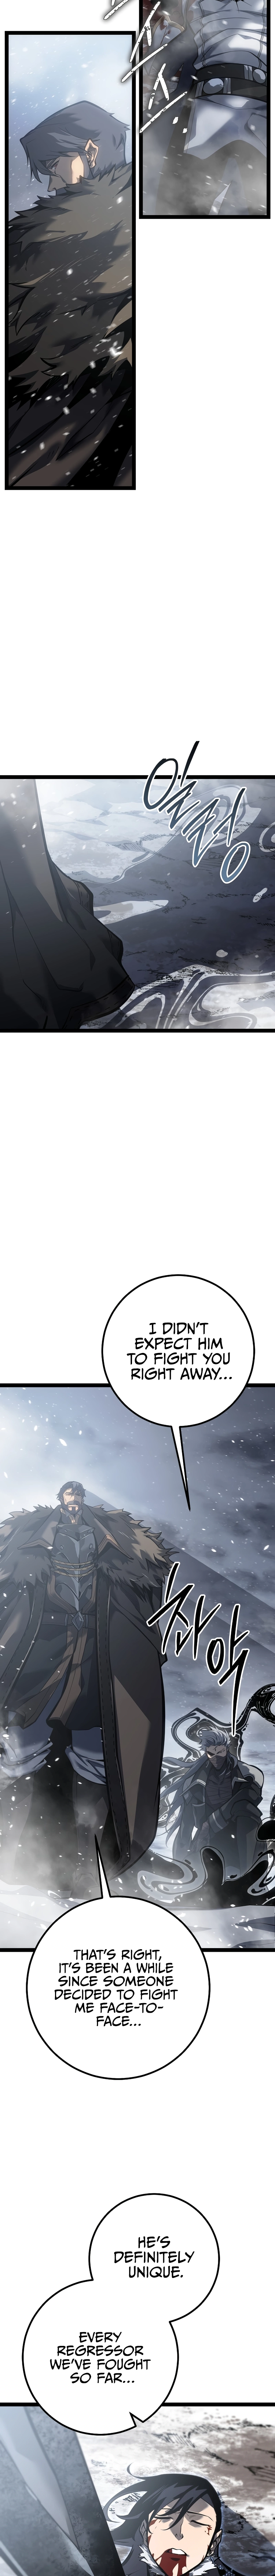 I DIDN'T
EXPECT HIM
TO FIGHT YOU
RIGHT AWAY...
THAT'S RIGHT,
IT'S BEEN A WHILE
SINCE SOMEONE
DECIDED TO FIGHT
ME FACE-TO-
FACE...
HE'S
DEFINITELY
UNIQUE.
EVERY
REGRESSOR
WE'VE FOUGHT
SO FAR...